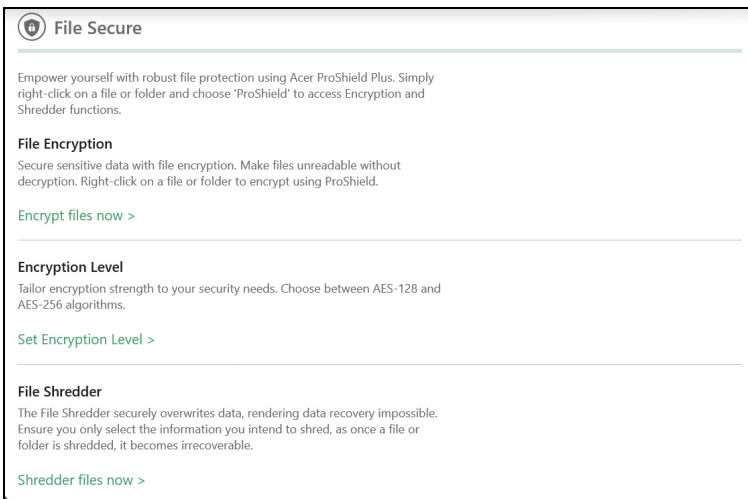 File Secure
Empower yourself with robust file protection using Acer ProShield Plus. Simply
right-click on a file or folder and choose 'ProShield' to access Encryption and
Shredder functions.
File Encryption
Secure sensitive data with file encryption. Make files unreadable without
decryption. Right-click on a file or folder to encrypt using ProShield.
Encrypt files now >
Encryption Level
Tailor encryption strength to your security needs. Choose between AES-128 and
AES-256 algorithms.
Set Encryption Level >
File Shredder
The File Shredder securely overwrites data, rendering data recovery impossible.
Ensure you only select the information you intend to shred, as once a file or
folder is shredded, it becomes irrecoverable.
Shredder files now >